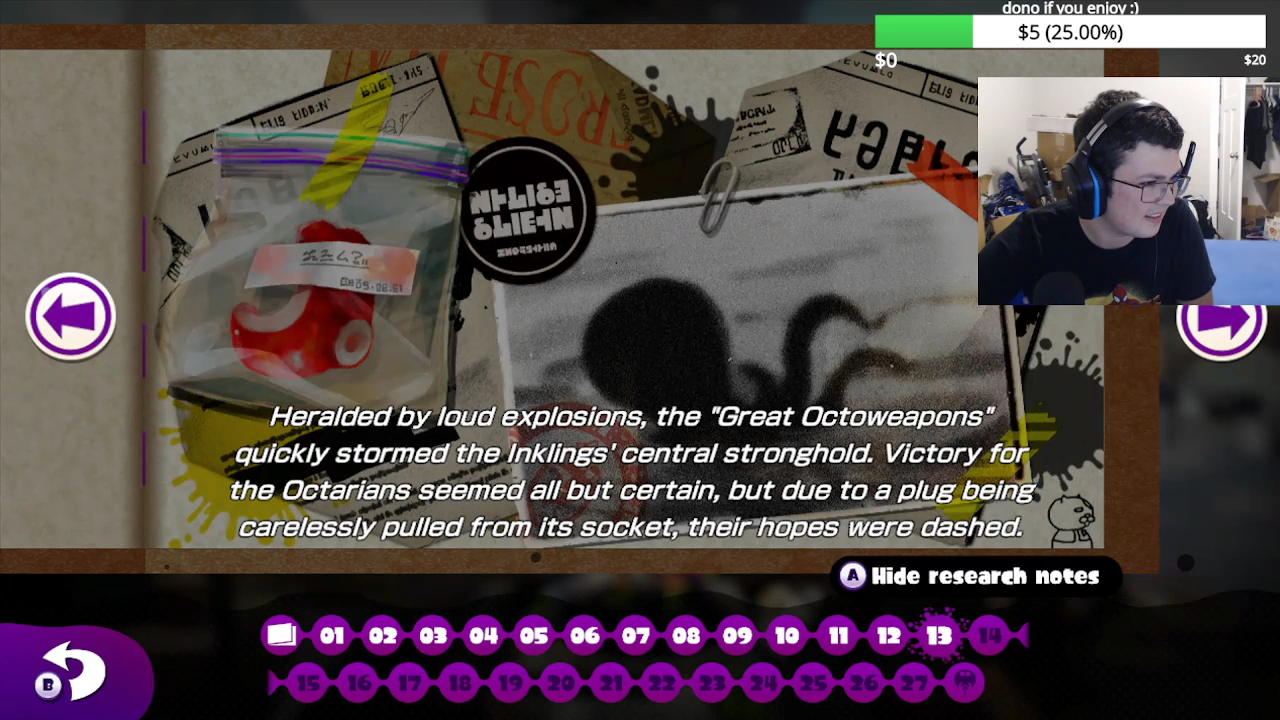 dono if you enjoy :)
$5 (25.00%)
$0
$20
Heralded by loud explosions, the "Great Octoweapons"
quickly stormed the Inklings' central stronghold. Victory for
the Octarians seemed all but certain, but due to a plug being
carelessly pulled from its socket, their hopes were dashed.
A Hide research notes
01 02 03 04 05 06 07 08 09 10 11 12 13 14
15 16 17 18 19 20 21 22 23 24 25 26 27
B